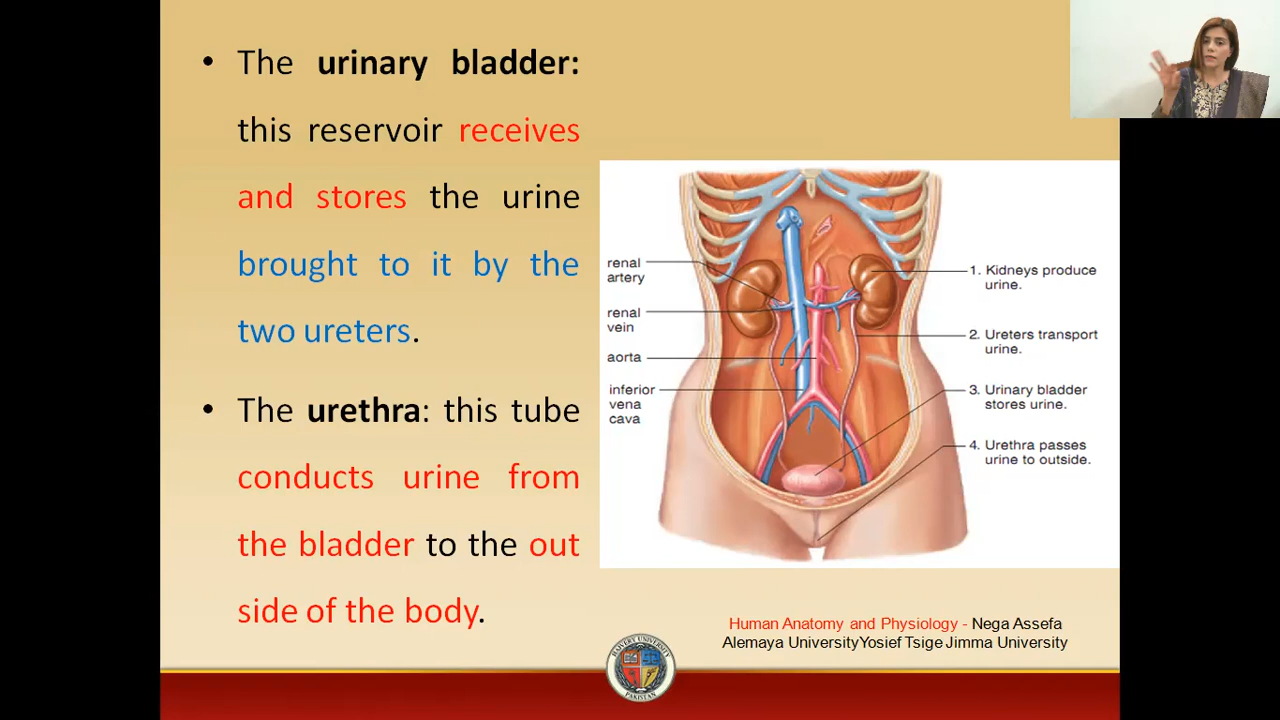 • The urinary bladder:
this reservoir receives
and stores the urine
brought to it by the
two ureters.
• The urethra: this tube
conducts urine from
the bladder to the out
side of the body.
renal
artery
renal
vein
aorta
inferior
vena
cava
1. Kidneys produce
urine.
2. Ureters transport
urine.
3. Urinary bladder
stores urine.
4. Urethra passes
urine to outside.
Human Anatomy and Physiology - Nega Assefa
Alemaya UniversityYosief Tsige Jimma University
PAKISTAN